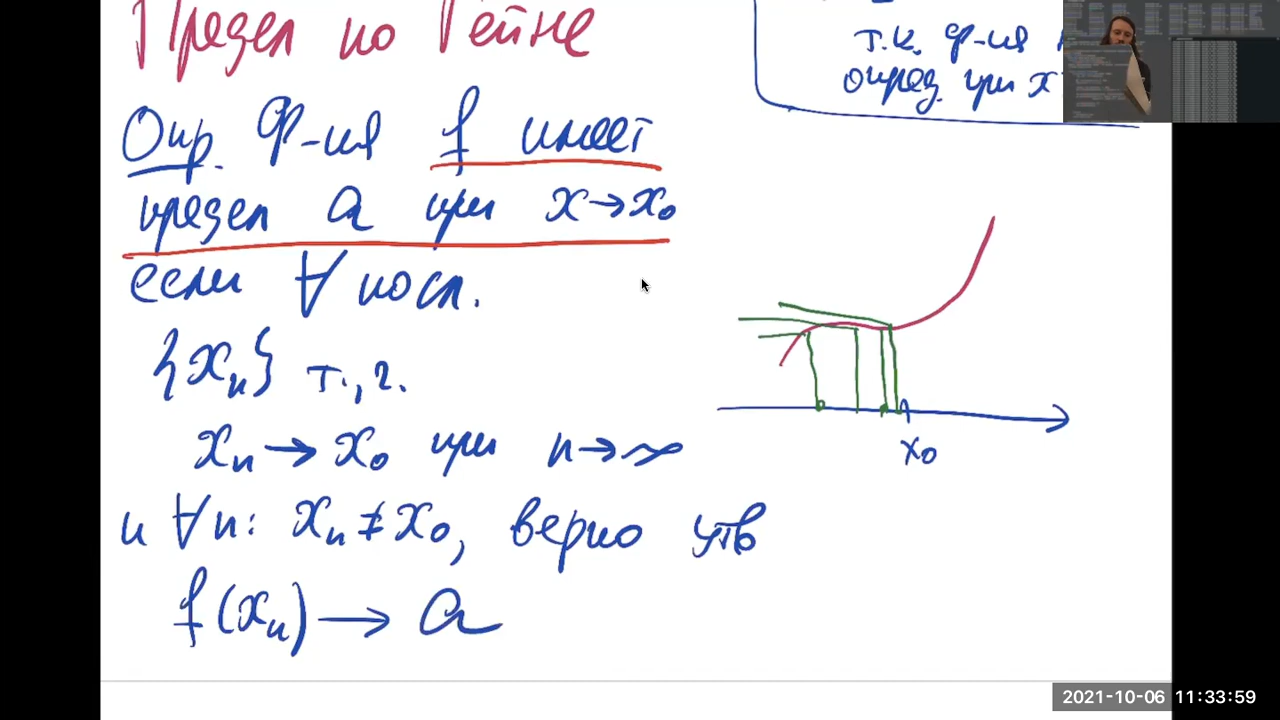 Предел по Гейне
Опр. Ф-ия f имеет
предел a при x→x₀
если ∀ посл.
{xₙ} т.,ч.
xₙ → x₀ при n→∞
и ∀n: xₙ ≠ x₀, верно утв
f(xₙ) → a
т.к. ф-ия
опред. при x
x₀
2021-10-06 11:33:59